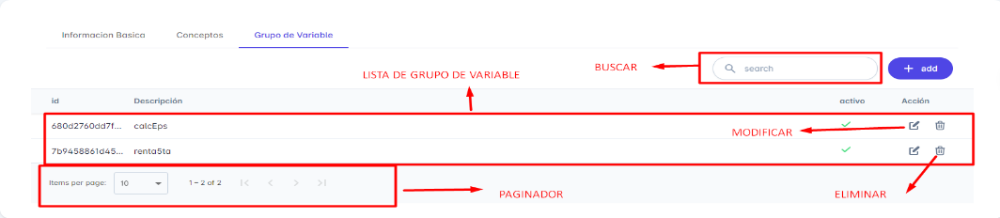 Informacion Basica Conceptos Grupo de Variable
LISTA DE GRUPO DE VARIABLE BUSCAR search add
id Descripción activo Acción
680d2760dd7f... calcEps
MODIFICAR
7b9458861d45... renta5ta
Items per page: 10 1 – 2 of 2
PAGINADOR ELIMINAR